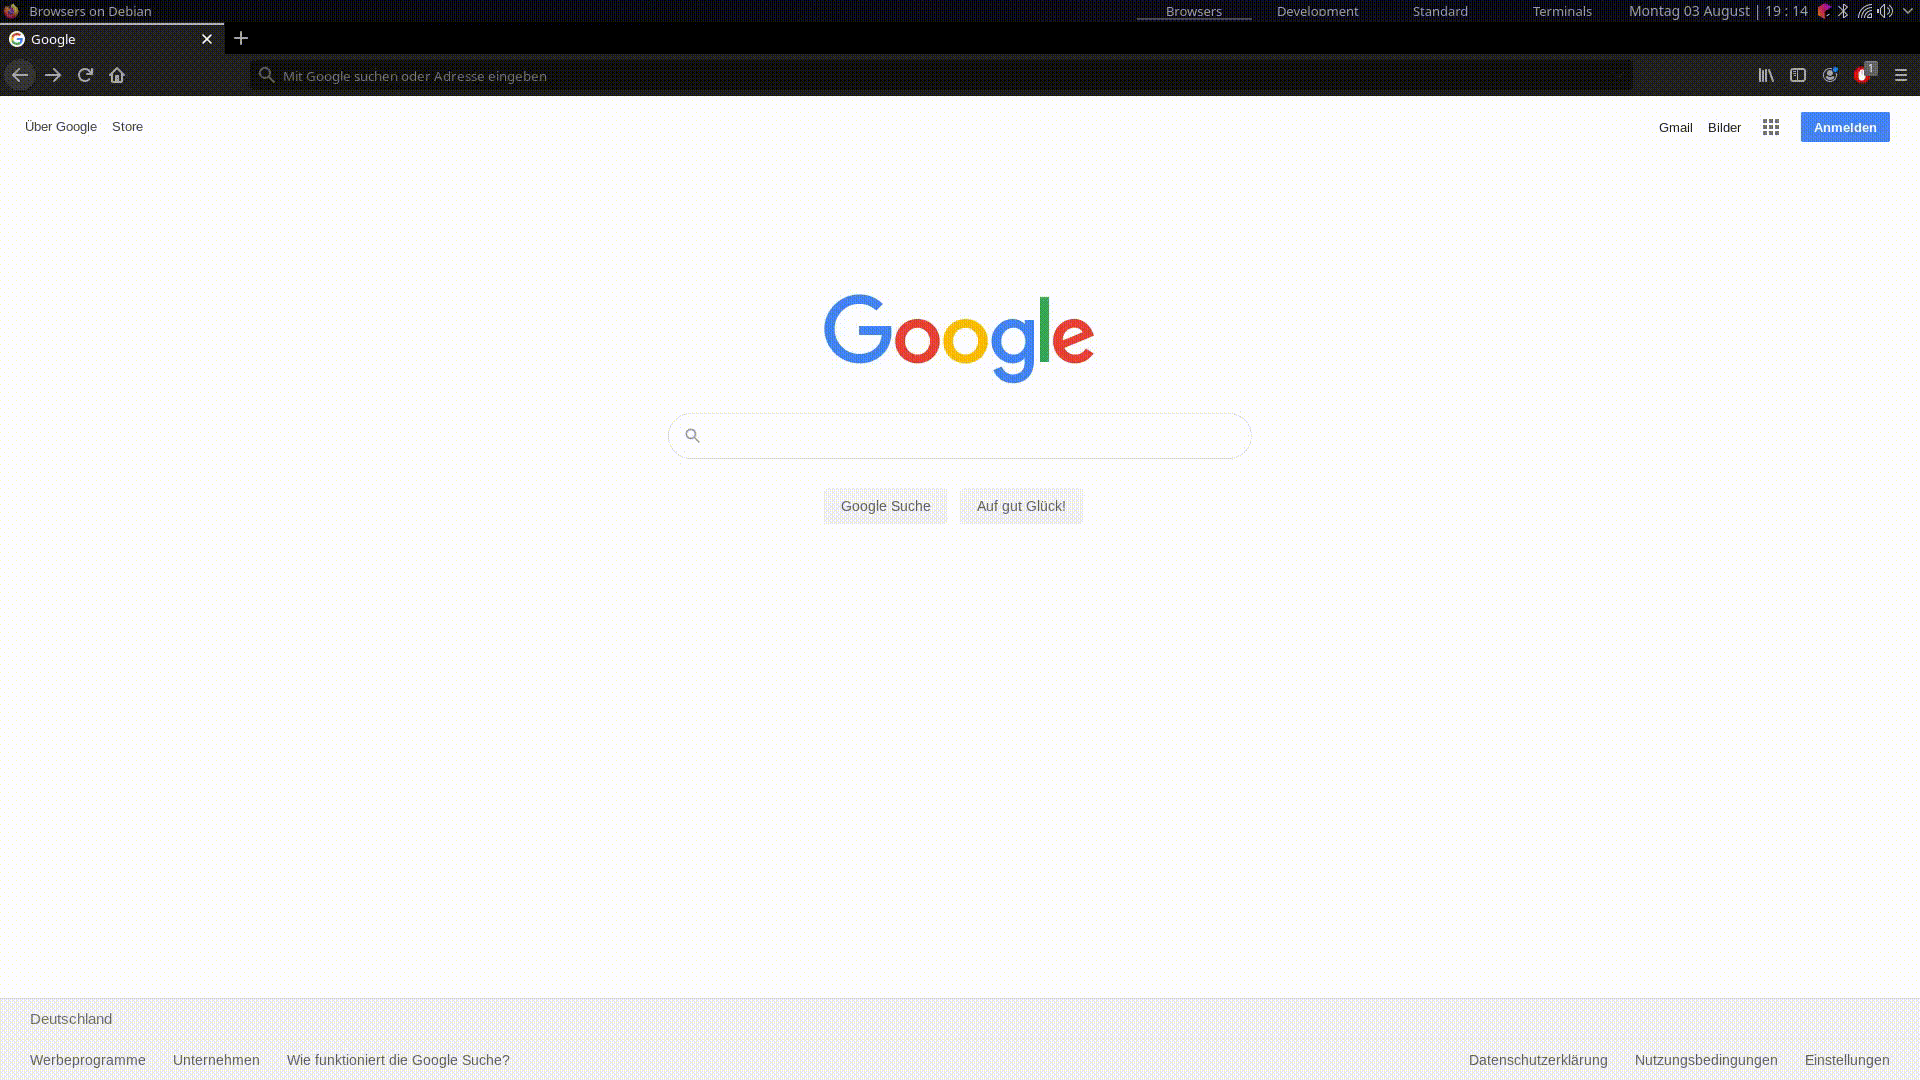 Browsers on Debian Browsers Development Standard Terminals Montag 03 August | 19 : 14
Google
Mit Google suchen oder Adresse eingeben 1
Über Google Store Gmail Bilder Anmelden
Google
Google Suche Auf gut Glück!
Deutschland
Werbeprogramme Unternehmen Wie funktioniert die Google Suche? Datenschutzerklärung Nutzungsbedingungen Einstellungen